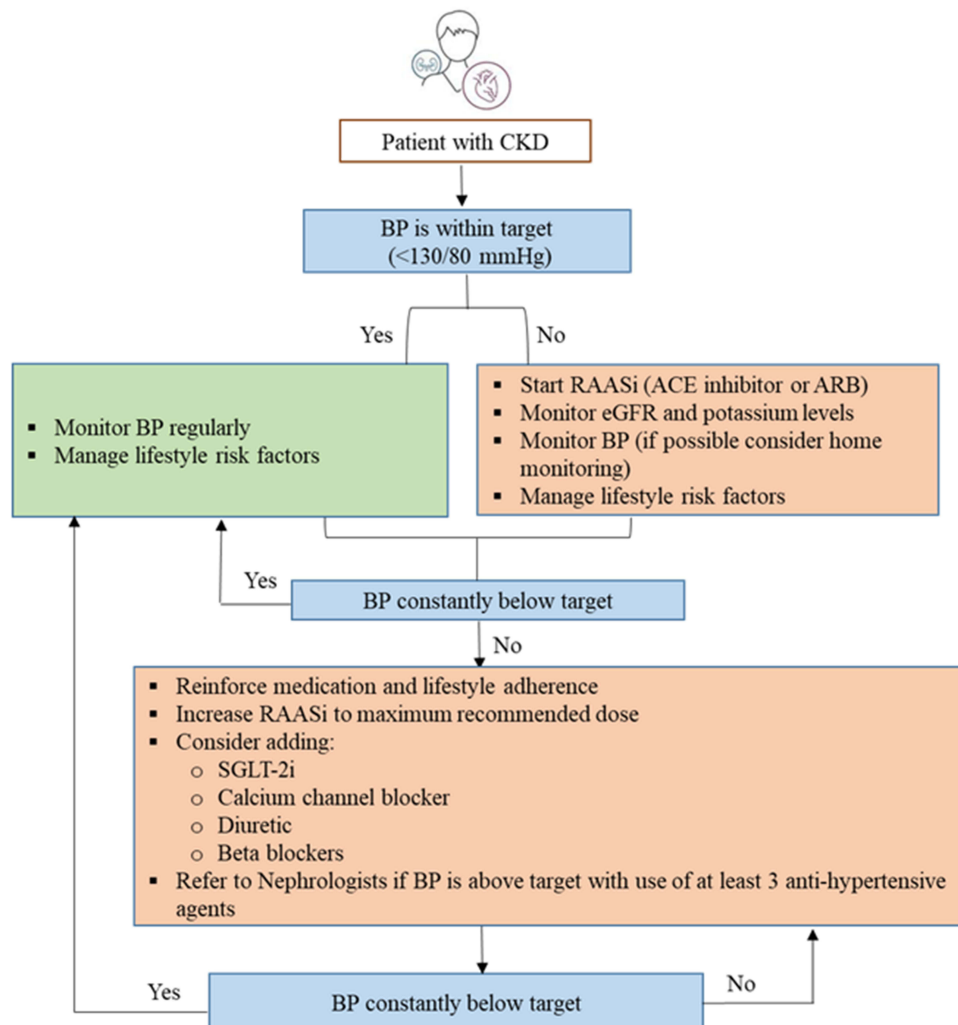 Patient with CKD
BP is within target
(<130/80 mmHg)
Yes
No
▪ Monitor BP regularly
▪ Manage lifestyle risk factors
▪ Start RAASi (ACE inhibitor or ARB)
▪ Monitor eGFR and potassium levels
▪ Monitor BP (if possible consider home
monitoring)
▪ Manage lifestyle risk factors
Yes
BP constantly below target
No
▪ Reinforce medication and lifestyle adherence
▪ Increase RAASi to maximum recommended dose
▪ Consider adding:
o SGLT-2i
o Calcium channel blocker
o Diuretic
o Beta blockers
▪ Refer to Nephrologists if BP is above target with use of at least 3 anti-hypertensive
agents
Yes
BP constantly below target
No